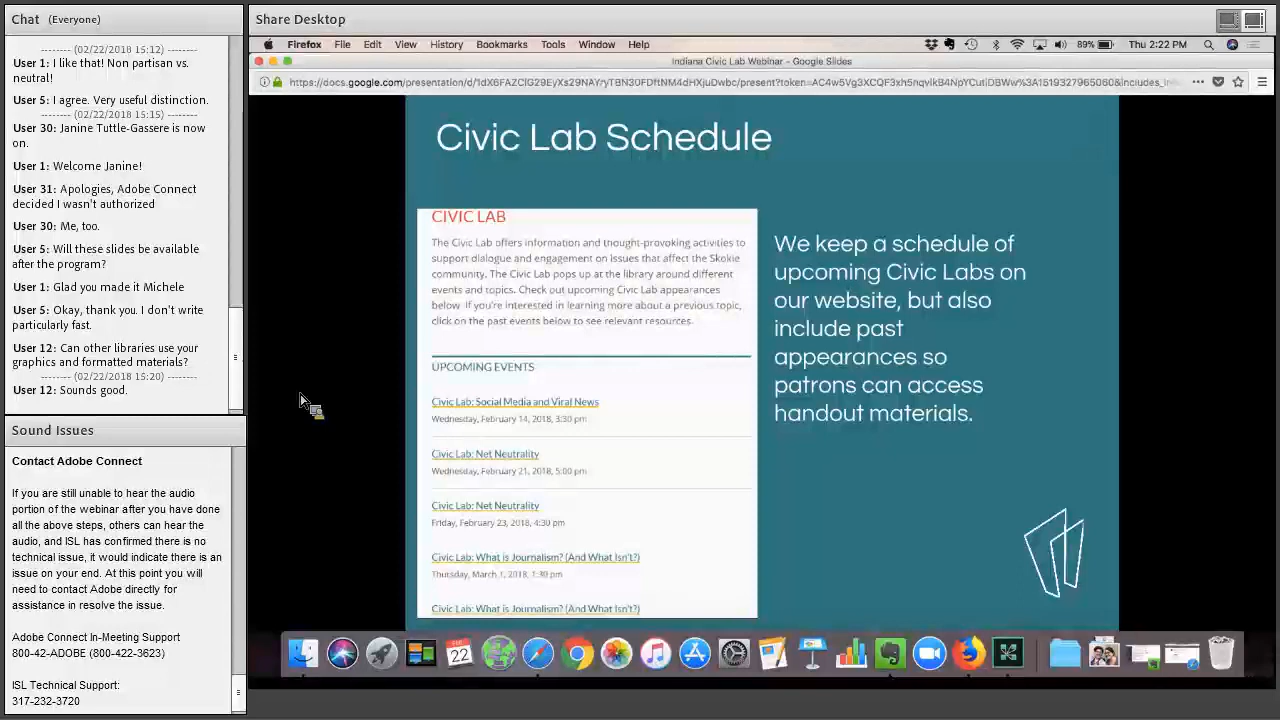 Chat (Everyone)
-------- (02/22/2018 15:12) --------
User 1: I like that! Non partisan vs.
neutral!
User 5: I agree. Very useful distinction.
-------- (02/22/2018 15:15) --------
User 30: Janine Tuttle-Gassere is now
on.
User 1: Welcome Janine!
User 31: Apologies, Adobe Connect
decided I wasn't authorized
User 30: Me, too.
User 5: Will these slides be available
after the program?
User 1: Glad you made it Michele
User 5: Okay, thank you. I don't write
particularly fast.
User 12: Can other libraries use your
graphics and formatted materials?
-------- (02/22/2018 15:20) --------
User 12: Sounds good.
Sound Issues
Contact Adobe Connect
If you are still unable to hear the audio
portion of the webinar after you have done
all the above steps, others can hear the
audio, and ISL has confirmed there is no
technical issue, it would indicate there is an
issue on your end. At this point you will
need to contact Adobe directly for
assistance in resolve the issue.
Adobe Connect In-Meeting Support
800-42-ADOBE (800-422-3623)
ISL Technical Support:
317-232-3720
Share Desktop
Firefox File Edit View History Bookmarks Tools Window Help 89% Thu 2:22 PM
Indiana Civic Lab Webinar – Google Slides
Civic Lab Schedule
CIVIC LAB
The Civic Lab offers information and thought-provoking activities to
support dialogue and engagement on issues that affect the Skokie
community. The Civic Lab pops up at the library around different
events and topics. Check out upcoming Civic Lab appearances
below. If you're interested in learning more about a previous topic,
click on the past events below to see relevant resources.
UPCOMING EVENTS
Civic Lab: Social Media and Viral News
Wednesday, February 14, 2018, 3:30 pm
Civic Lab: Net Neutrality
Wednesday, February 21, 2018, 5:00 pm
Civic Lab: Net Neutrality
Friday, February 23, 2018, 4:30 pm
Civic Lab: What is Journalism? (And What Isn't?)
Thursday, March 1, 2018, 1:30 pm
Civic Lab: What is Journalism? (And What Isn't?)
We keep a schedule of
upcoming Civic Labs on
our website, but also
include past
appearances so
patrons can access
handout materials.
FEB
22